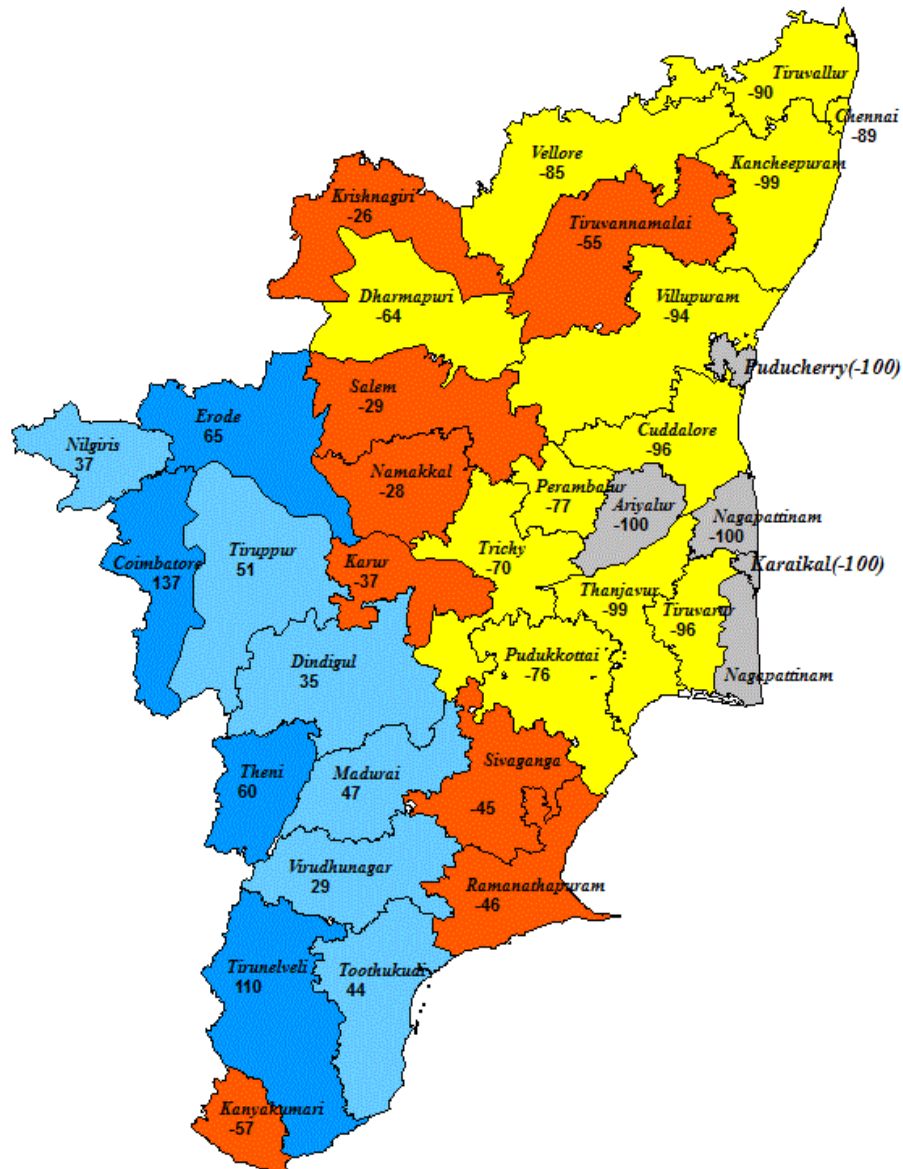 Tiruvallur
-90
Chennai
-89
Vellore
-85
Kancheepuram
-99
Krishnagiri
-26
Tiruvannamalai
-55
Dharmapuri
-64
Villupuram
-94
Puducherry(-100)
Salem
-29
Erode
65
Cuddalore
-96
Nilgiris
37
Namakkal
-28
Perambalur
-77
Ariyalur
-100
Nagapattinam
-100
Coimbatore
137
Tiruppur
51
Karur
-37
Trichy
-70
Karaikal(-100)
Thanjavur
-99
Tiruvarur
-96
Dindigul
35
Pudukkottai
-76
Nagapattinam
Theni
60
Madurai
47
Sivaganga
-45
Virudhunagar
29
Ramanathapuram
-46
Tirunelveli
110
Toothukudi
44
Kanyakumari
-57